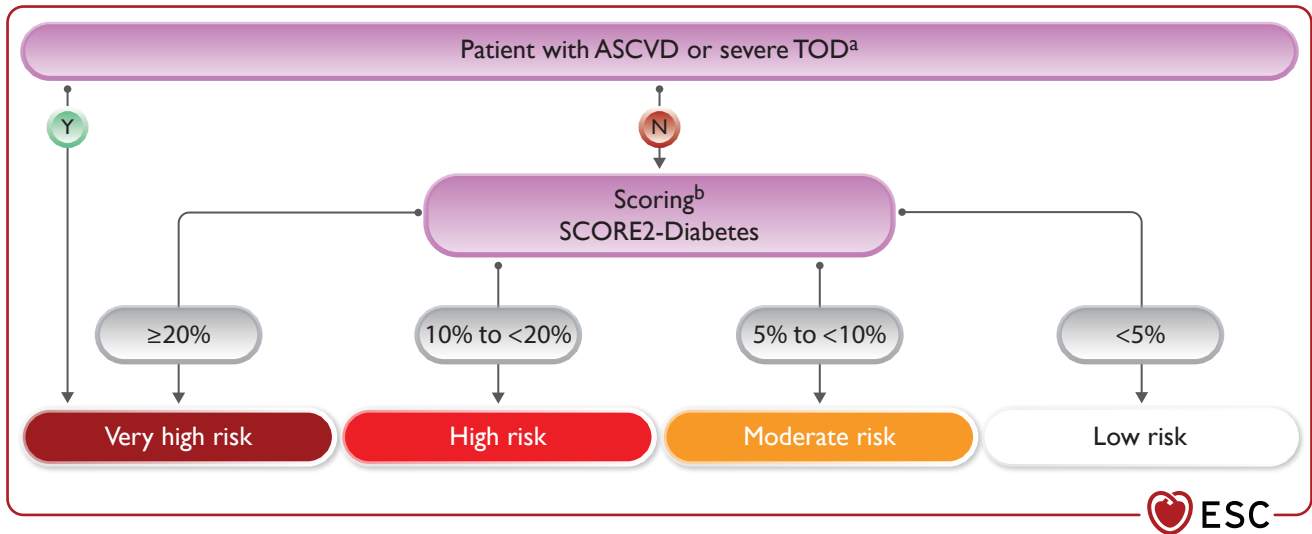 Patient with ASCVD or severe TODᵃ
Y
N
Scoringᵇ
SCORE2-Diabetes
≥20%
10% to <20%
5% to <10%
<5%
Very high risk
High risk
Moderate risk
Low risk
ESC